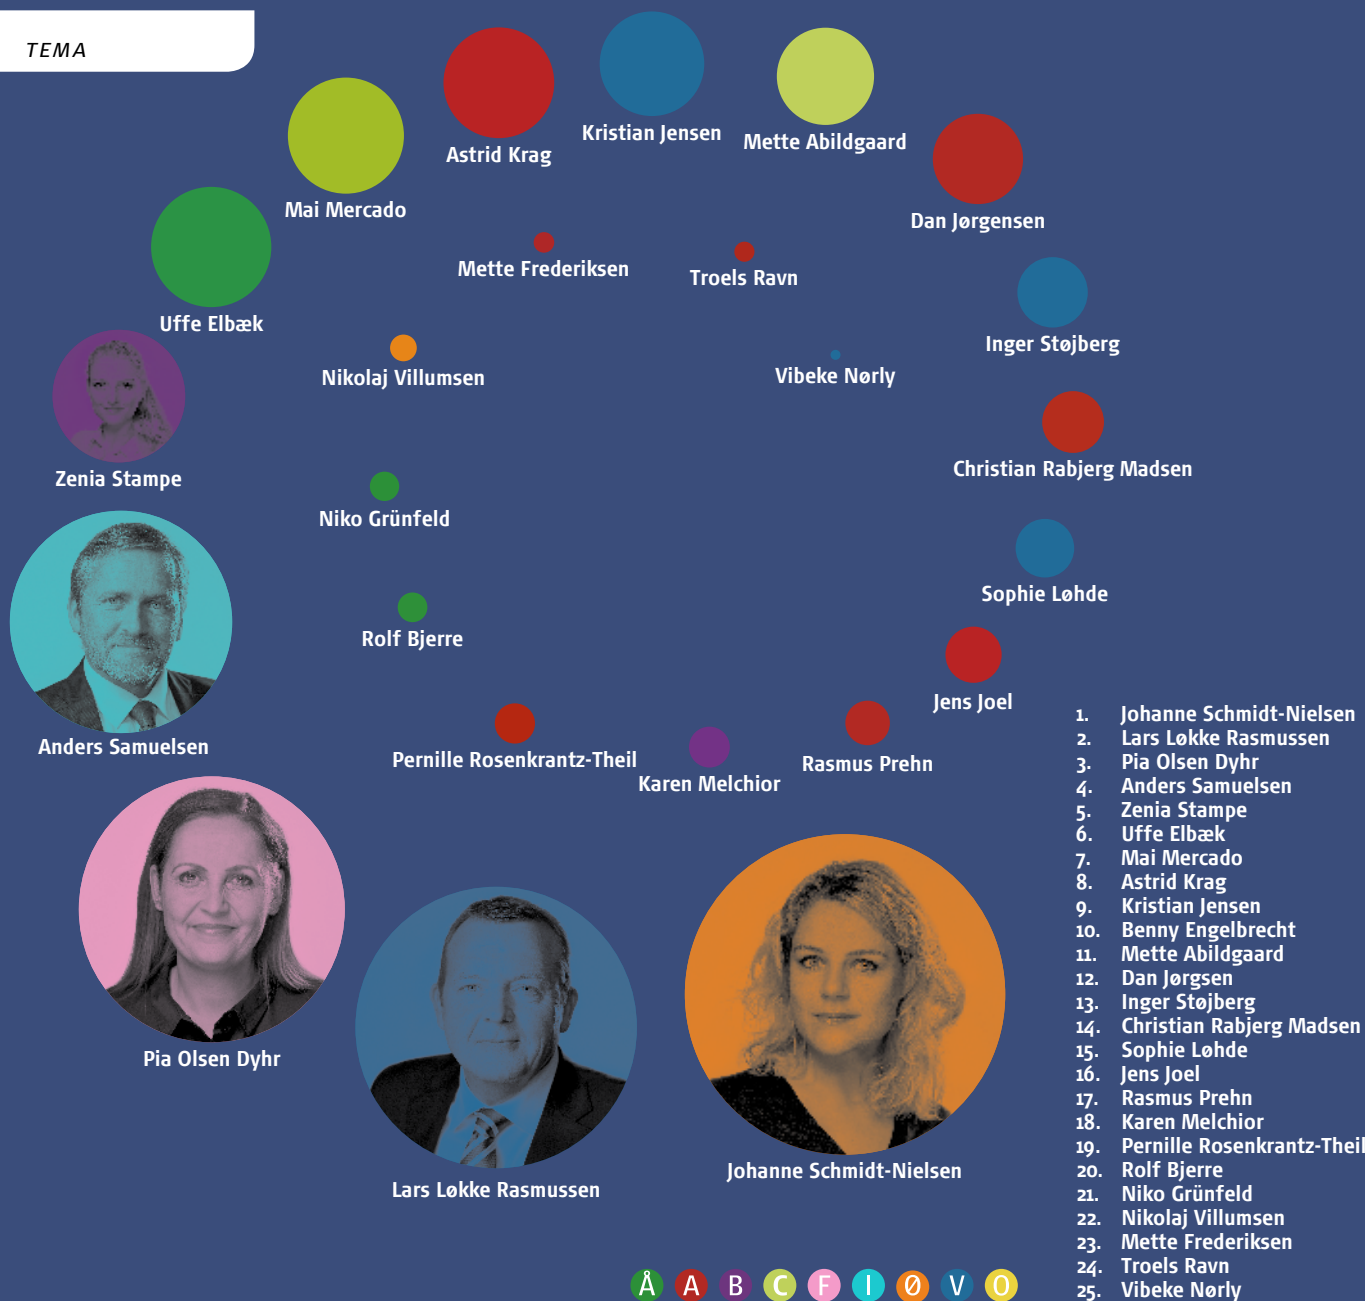 TEMA
Kristian Jensen
Astrid Krag
Mette Abildgaard
Mai Mercado
Dan Jørgensen
Mette Frederiksen
Troels Ravn
Uffe Elbæk
Inger Støjberg
Nikolaj Villumsen
Vibeke Nørly
Zenia Stampe
Christian Rabjerg Madsen
Niko Grünfeld
Sophie Løhde
Rolf Bjerre
Jens Joel
Anders Samuelsen
Pernille Rosenkrantz-Theil
Karen Melchior
Rasmus Prehn
Pia Olsen Dyhr
Lars Løkke Rasmussen
Johanne Schmidt-Nielsen
1. Johanne Schmidt-Nielsen
2. Lars Løkke Rasmussen
3. Pia Olsen Dyhr
4. Anders Samuelsen
5. Zenia Stampe
6. Uffe Elbæk
7. Mai Mercado
8. Astrid Krag
9. Kristian Jensen
10. Benny Engelbrecht
11. Mette Abildgaard
12. Dan Jørgsen
13. Inger Støjberg
14. Christian Rabjerg Madsen
15. Sophie Løhde
16. Jens Joel
17. Rasmus Prehn
18. Karen Melchior
19. Pernille Rosenkrantz-Theil
20. Rolf Bjerre
21. Niko Grünfeld
22. Nikolaj Villumsen
23. Mette Frederiksen
24. Troels Ravn
25. Vibeke Nørly
Å A B C F I Ø V O